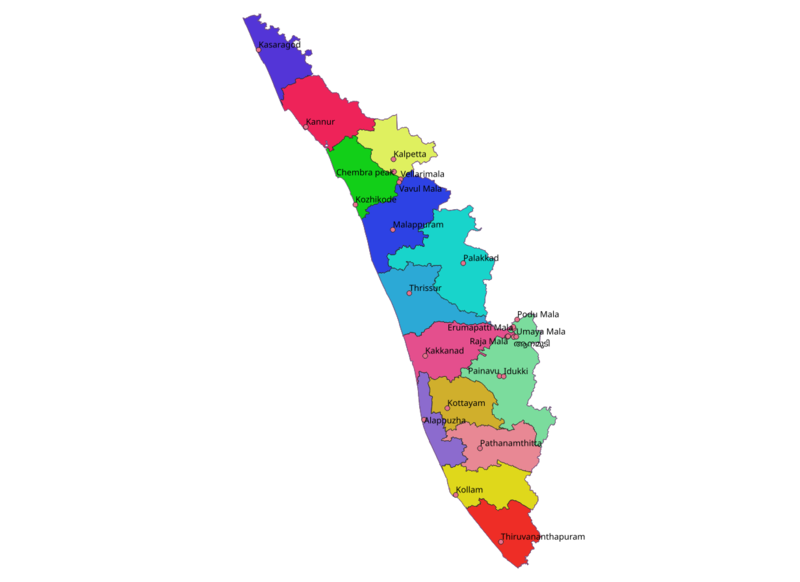 Kasaragod
Kannur
Kalpetta
Chembra peak
Vellarimala
Vavul Mala
Kozhikode
Malappuram
Palakkad
Thrissur
Podu Mala
Erumapatti Mala
Umaya Mala
Raja Mala
Kakkanad
Painavu
Idukki
Kottayam
Alappuzha
Pathanamthitta
Kollam
Thiruvananthapuram